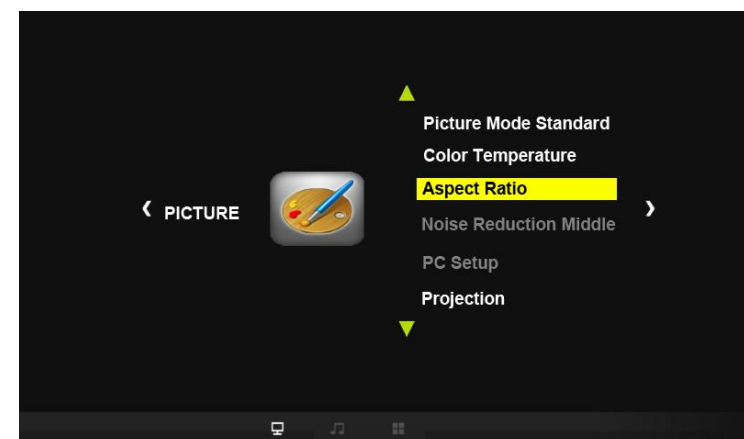 PICTURE
Picture Mode Standard
Color Temperature
Aspect Ratio
Noise Reduction Middle
PC Setup
Projection